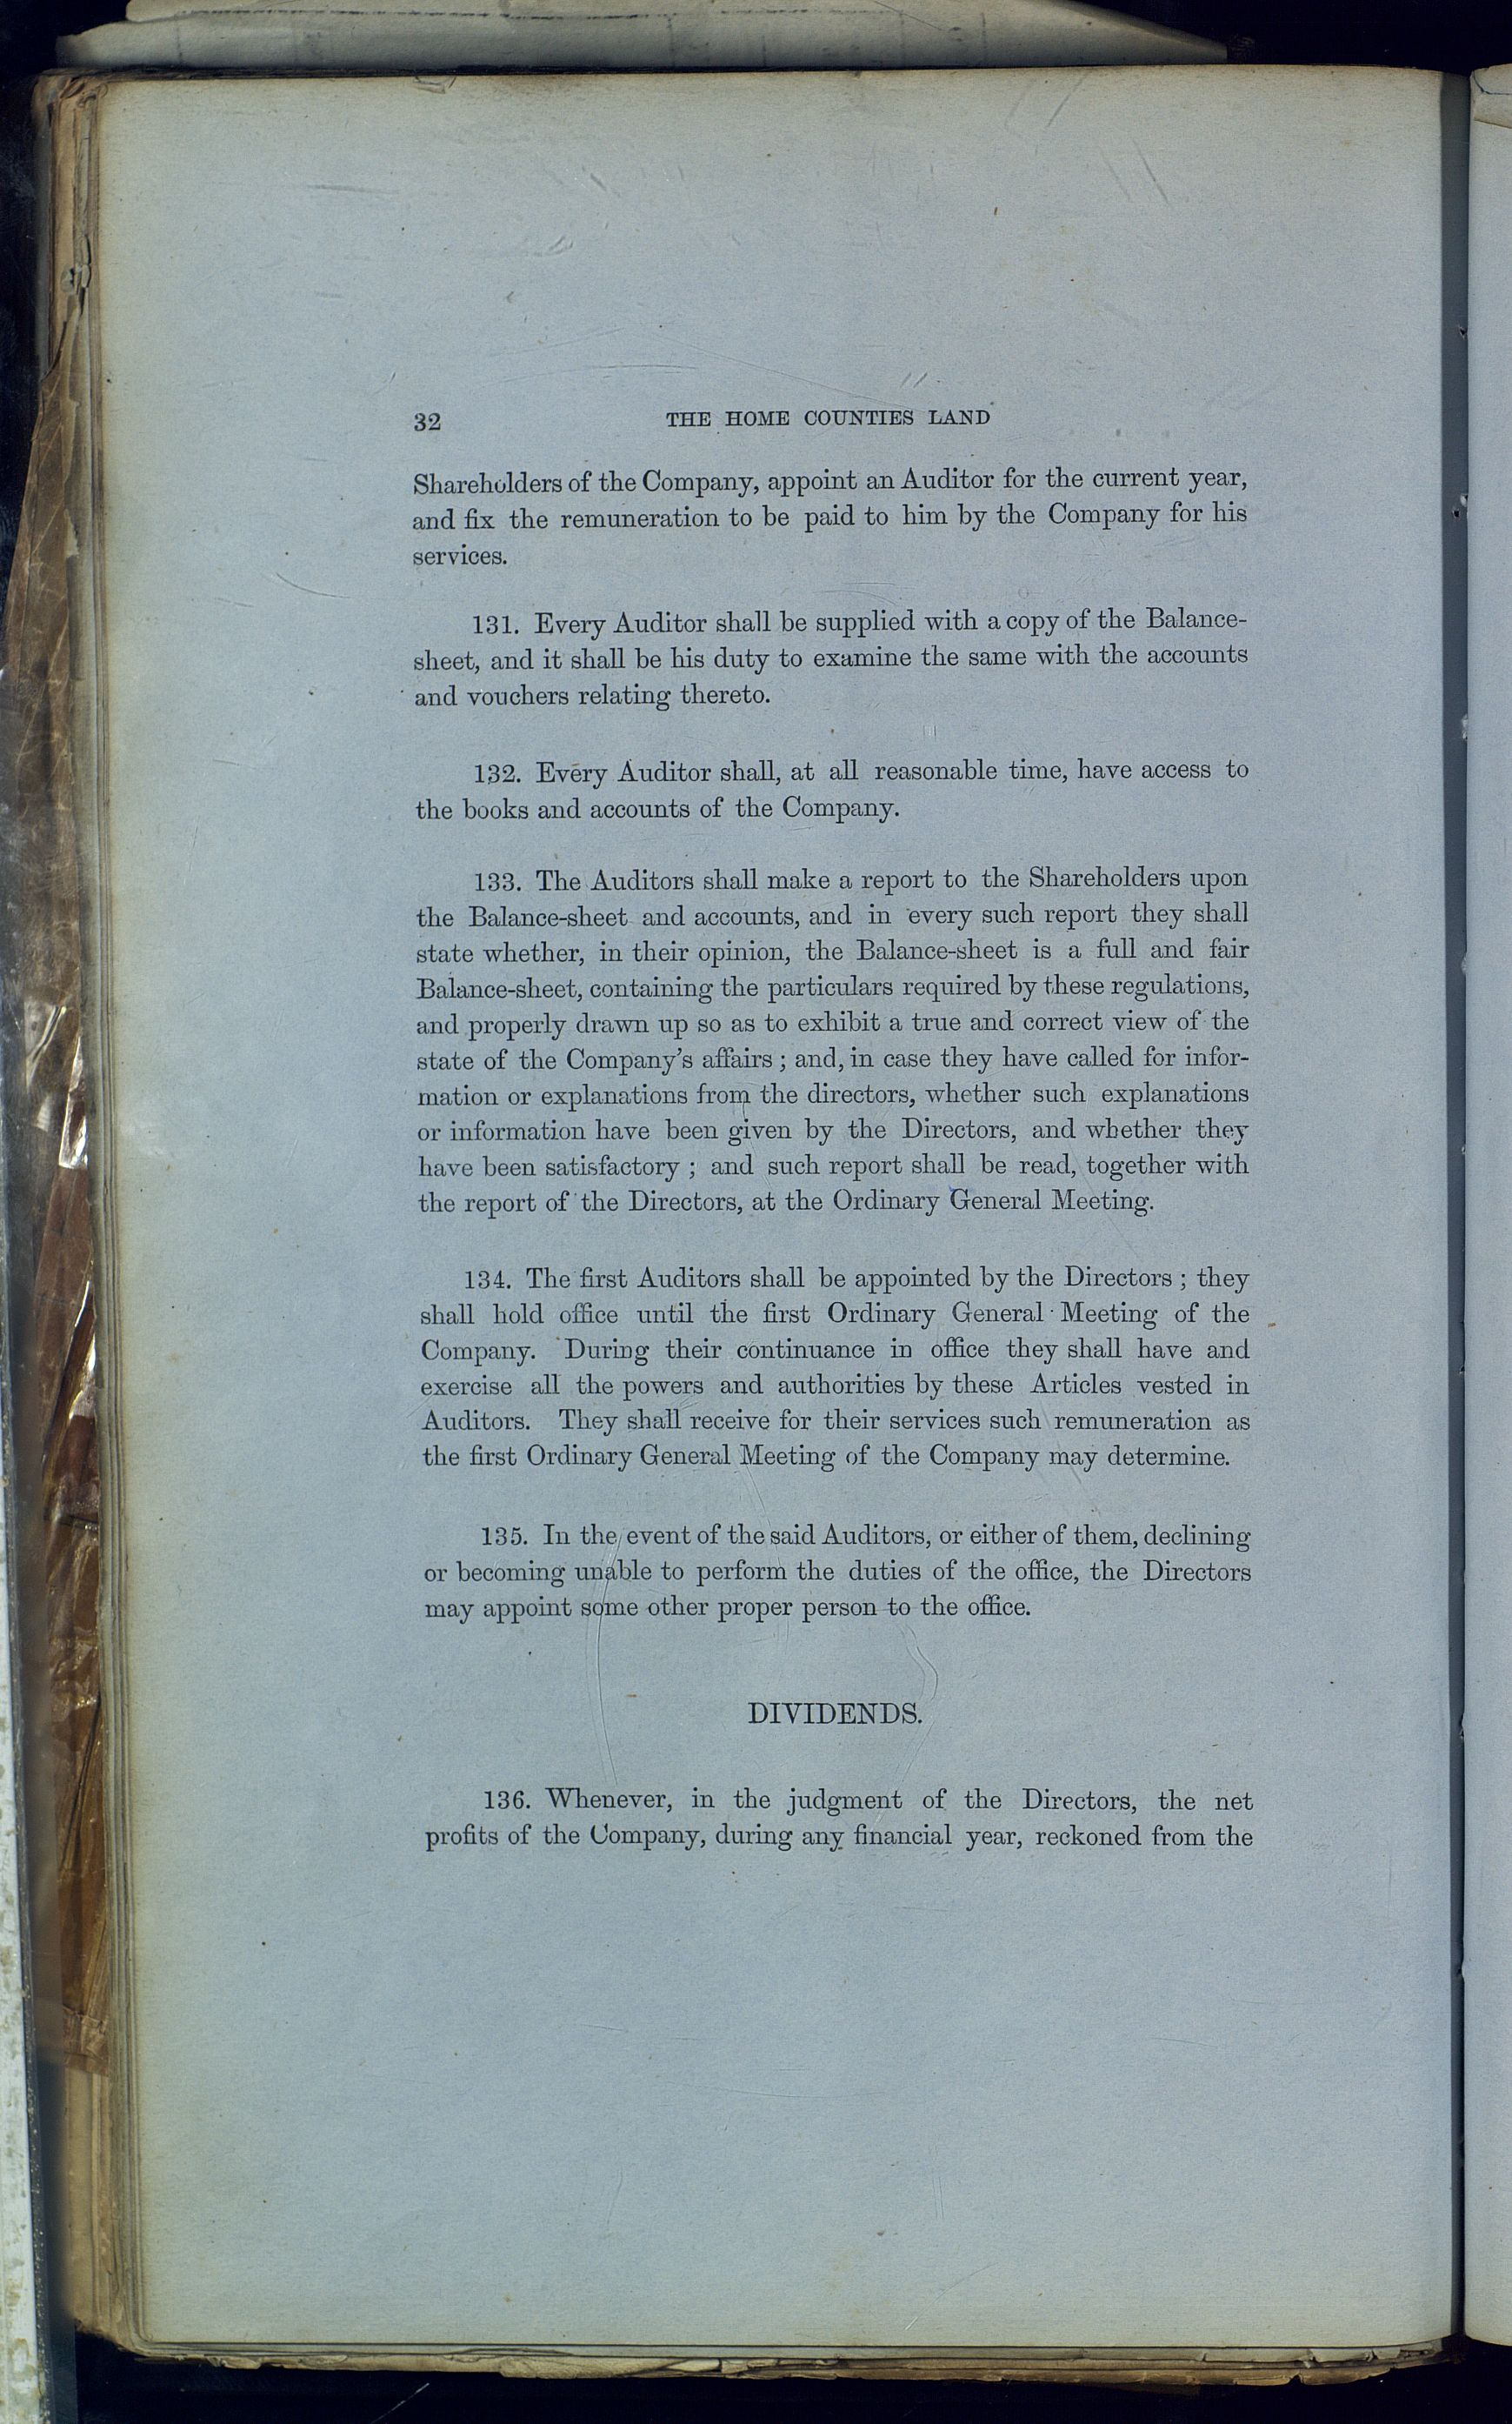 32 THE HOME COUNTIES LAND
Shareholders of the Company, appoint an Auditor for the current year,
and fix the remuneration to be paid to him by the Company for his
services.
131. Every Auditor shall be supplied with a copy of the Balance-
sheet, and it shall be his duty to examine the same with the accounts
and vouchers relating thereto.
132. Every Auditor shall, at all reasonable time, have access to
the books and accounts of the Company.
133. The Auditors shall make a report to the Shareholders upon
the Balance-sheet and accounts, and in every such report they shall
state whether, in their opinion, the Balance-sheet is a full and fair
Balance-sheet, containing the particulars required by these regulations,
and properly drawn up so as to exhibit a true and correct view of the
state of the Company's affairs ; and, in case they have called for infor-
mation or explanations from the directors, whether such explanations
or information have been given by the Directors, and whether they
have been satisfactory ; and such report shall be read, together with
the report of the Directors, at the Ordinary General Meeting.
134. The first Auditors shall be appointed by the Directors ; they
shall hold office until the first Ordinary General Meeting of the
Company. During their continuance in office they shall have and
exercise all the powers and authorities by these Articles vested in
Auditors. They shall receive for their services such remuneration as
the first Ordinary General Meeting of the Company may determine.
135. In the event of the said Auditors, or either of them, declining
or becoming unable to perform the duties of the office, the Directors
may appoint some other proper person to the office.
DIVIDENDS.
136. Whenever, in the judgment of the Directors, the net
profits of the Company, during any financial year, reckoned from the